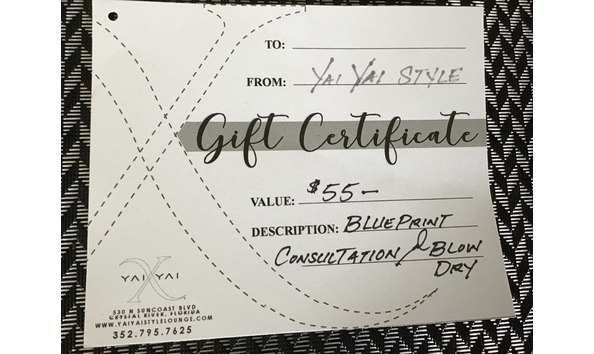 TO:
FROM: YAI YAI STYLE
Gift Certificate
VALUE: $55-
DESCRIPTION: BLUEPRINT
CONSULTATION & BLOW
DRY
YAI X YAI
530 N SUNCOAST BLVD
CRYSTAL RIVER, FLORIDA
WWW.YAIYAISTYLELOUNGE.COM
352.795.7625